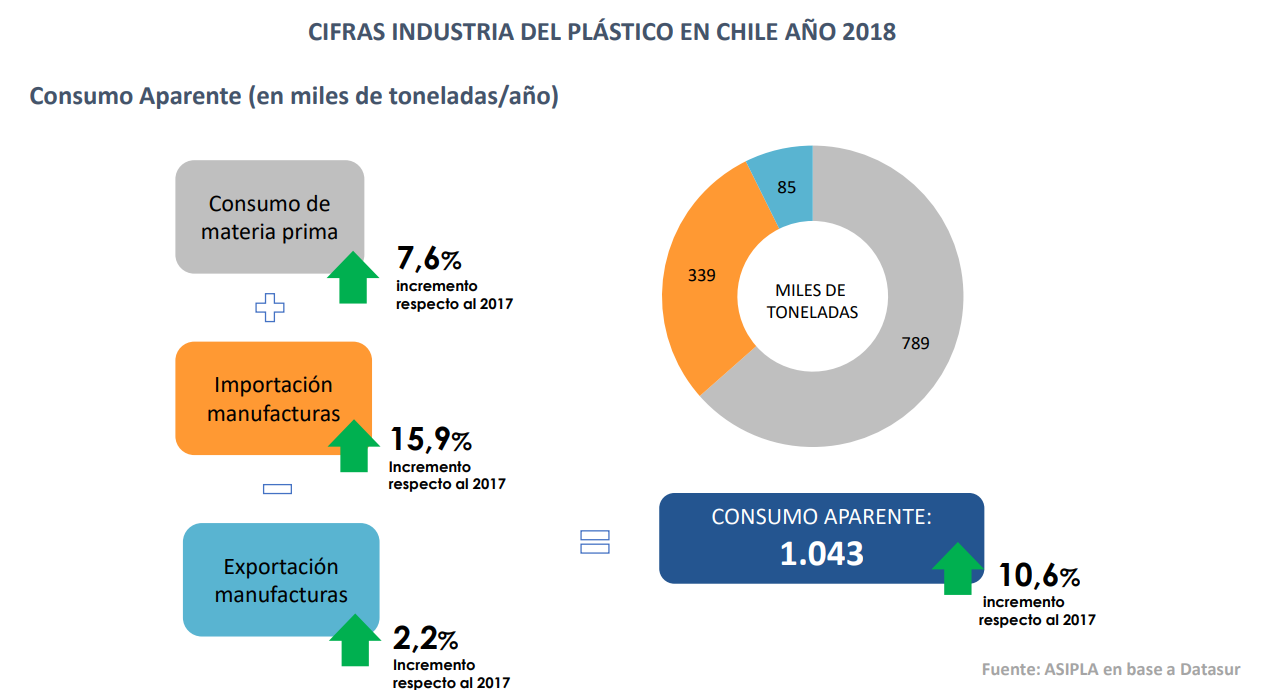 CIFRAS INDUSTRIA DEL PLÁSTICO EN CHILE AÑO 2018
Consumo Aparente (en miles de toneladas/año)
Consumo de
materia prima
7,6%
incremento
respecto al 2017
Importación
manufacturas
15,9%
Incremento
respecto al 2017
Exportación
manufacturas
2,2%
Incremento
respecto al 2017
85
339
789
MILES DE
TONELADAS
CONSUMO APARENTE:
1.043
10,6%
incremento
respecto al 2017
Fuente: ASIPLA en base a Datasur